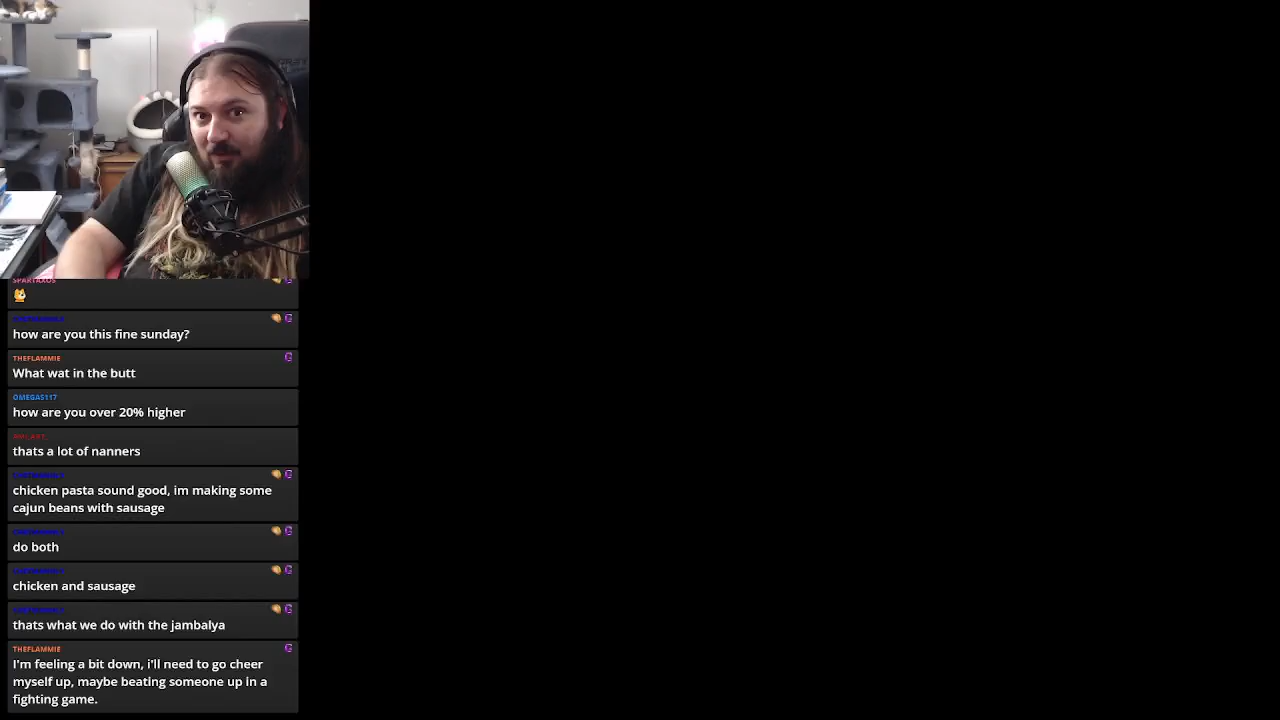 SPARTAXUS
how are you this fine sunday?
THEFLAMMIE
What wat in the butt
OMEGAS117
how are you over 20% higher
thats a lot of nanners
chicken pasta sound good, im making some
cajun beans with sausage
do both
chicken and sausage
thats what we do with the jambalya
THEFLAMMIE
I'm feeling a bit down, i'll need to go cheer
myself up, maybe beating someone up in a
fighting game.